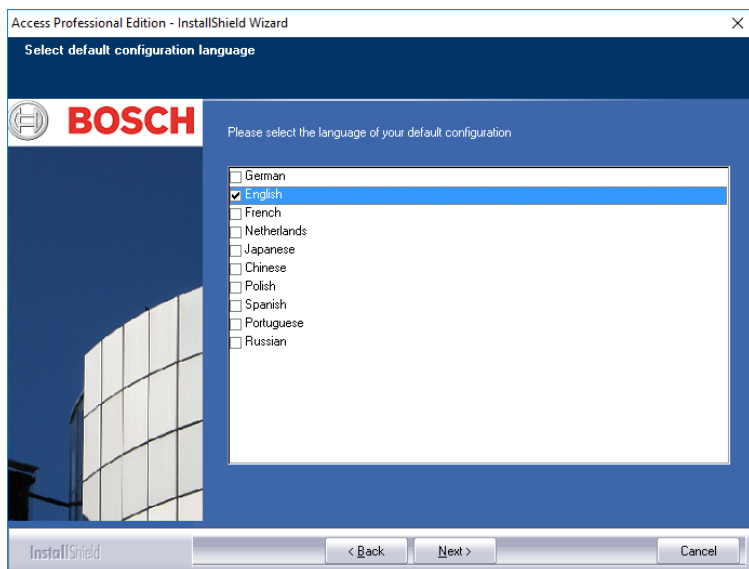 Access Professional Edition - InstallShield Wizard
Select default configuration language
BOSCH
Please select the language of your default configuration
German
English
French
Netherlands
Japanese
Chinese
Polish
Spanish
Portuguese
Russian
InstallShield
< Back
Next >
Cancel